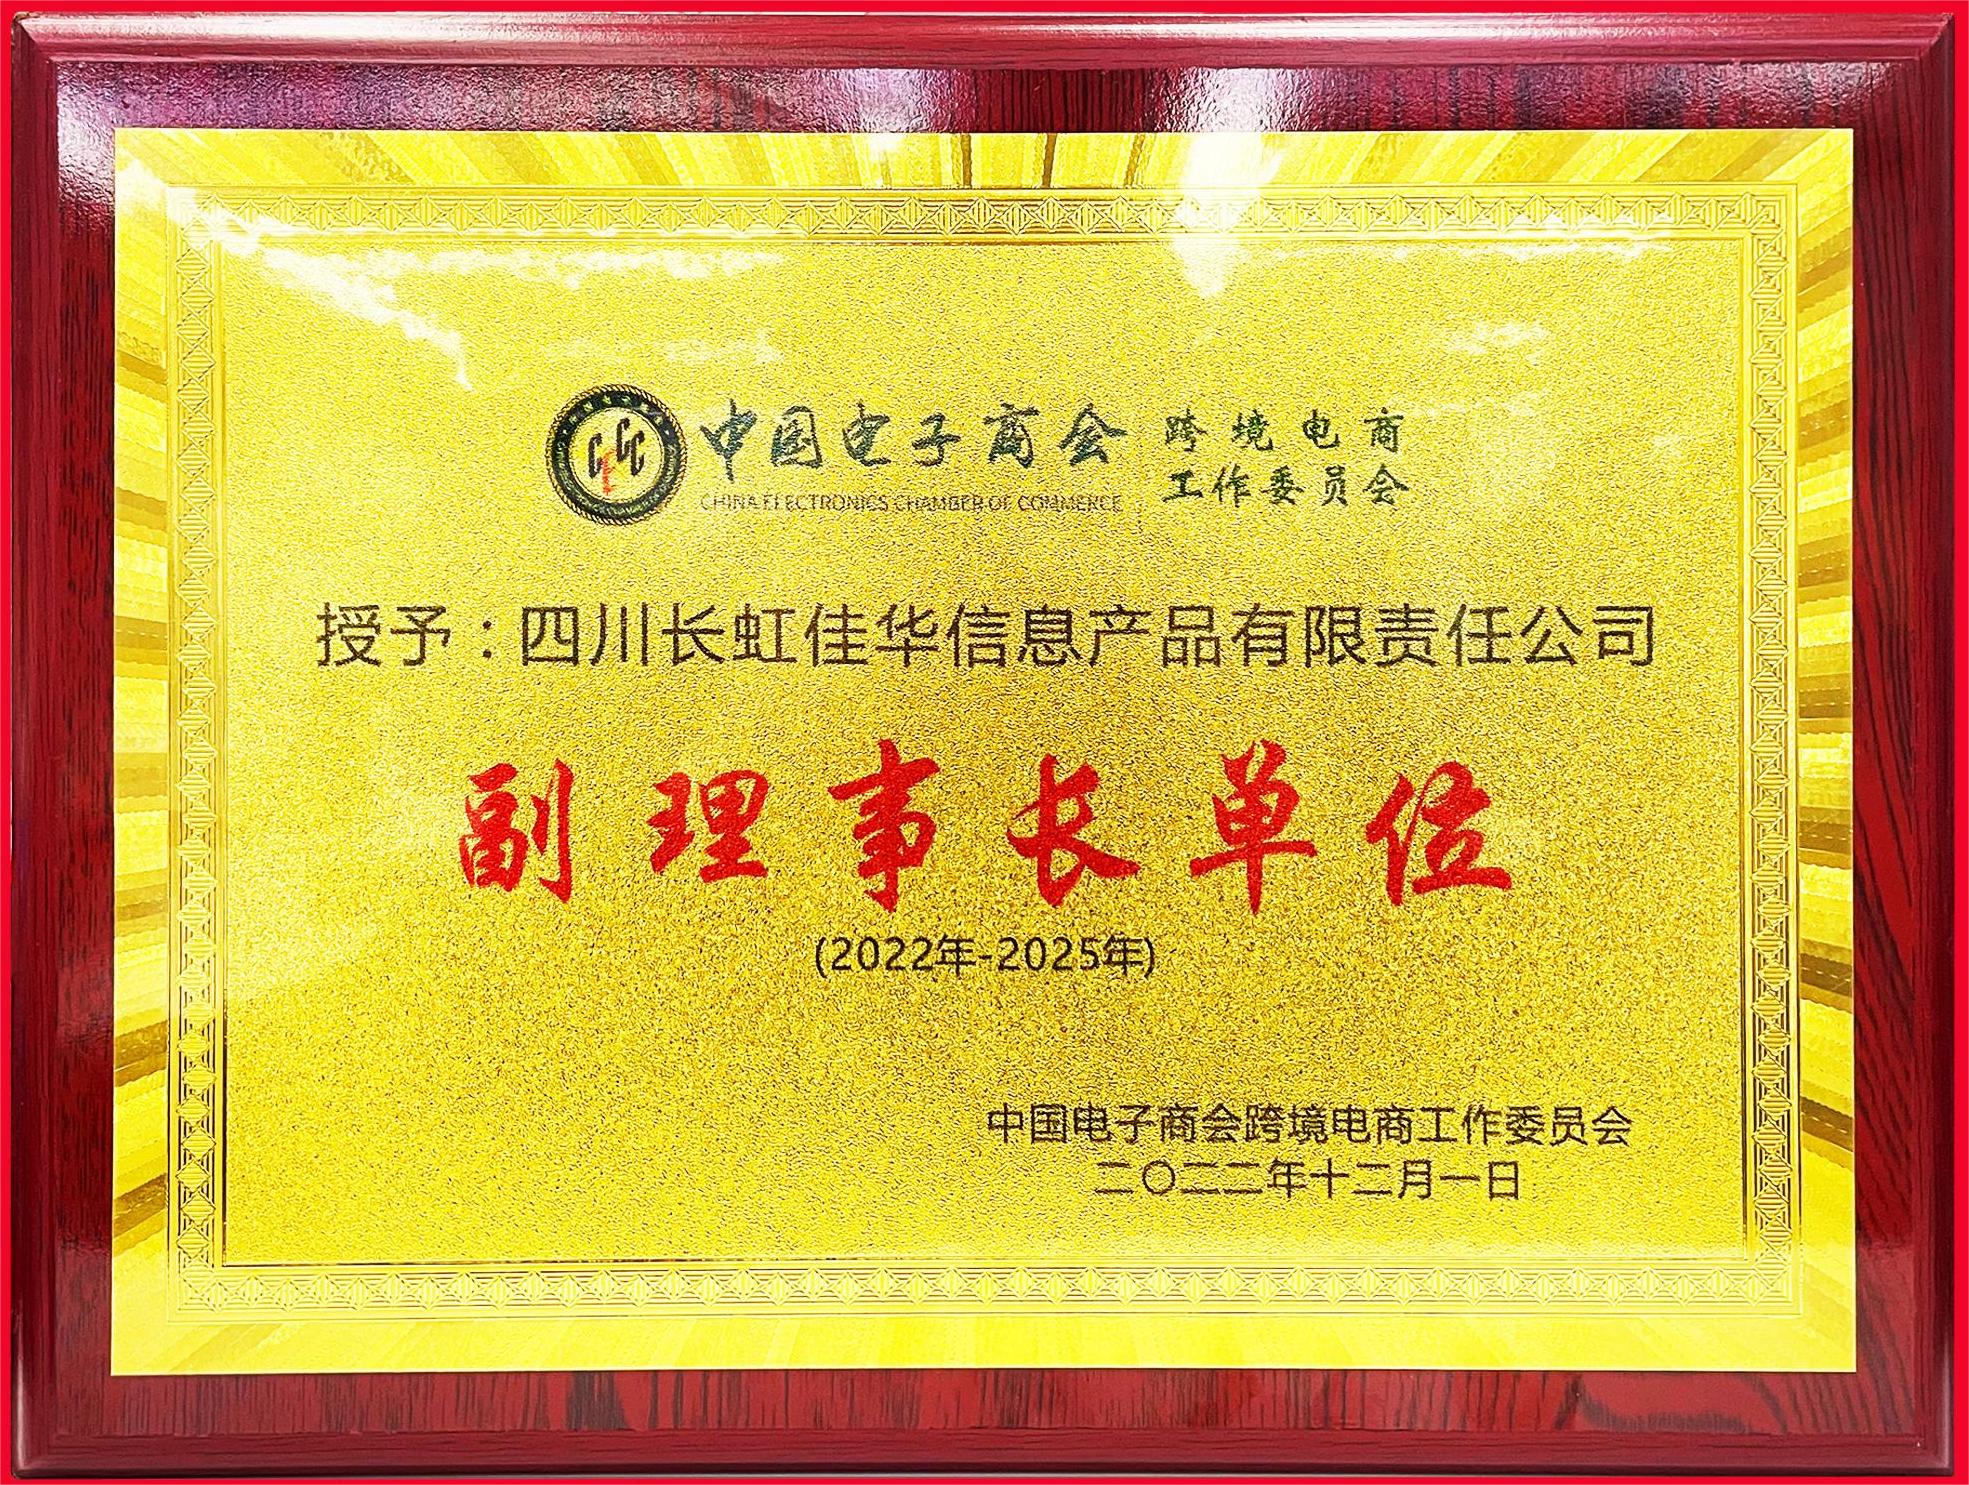 CECC
中国电子商会 跨境电商
CHINA ELECTRONICS CHAMBER OF COMMERCE 工作委员会
授予：四川长虹佳华信息产品有限责任公司
副理事长单位
(2022年-2025年)
中国电子商会跨境电商工作委员会
二〇二二年十二月一日